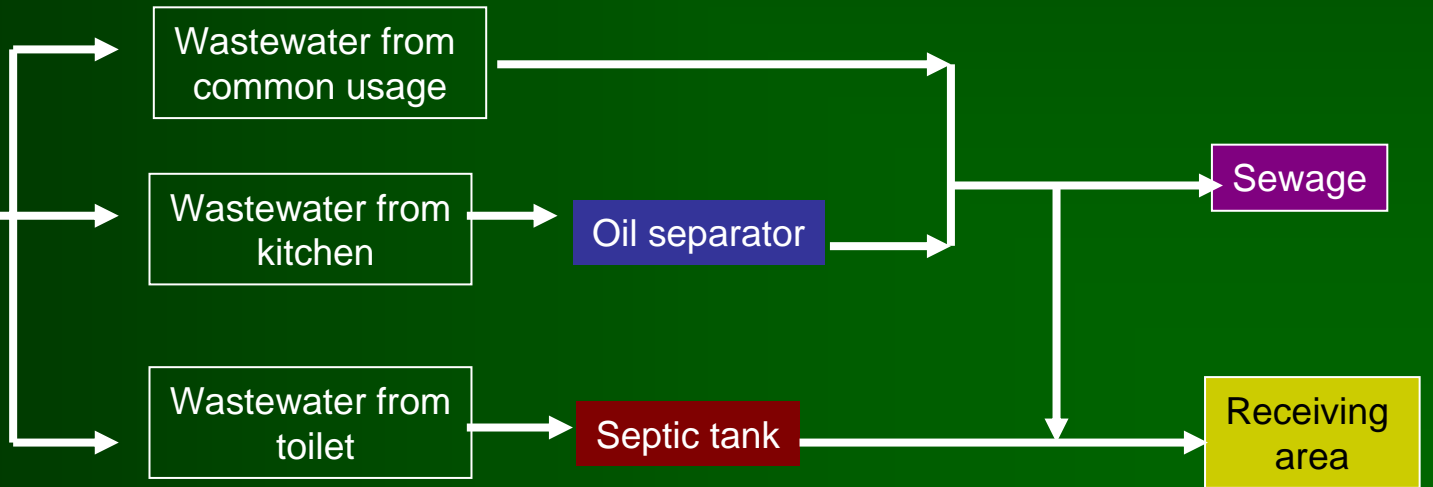 Wastewater from
common usage
Wastewater from
kitchen
Oil separator
Sewage
Wastewater from
toilet
Septic tank
Receiving
area